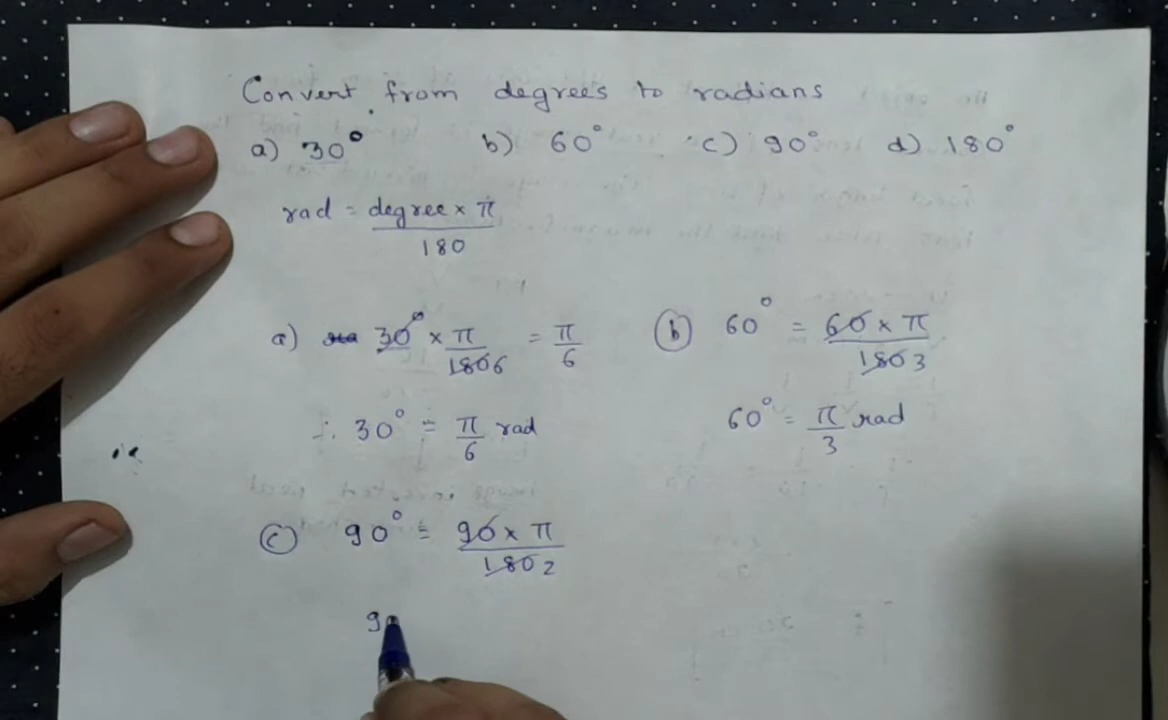 Convert from degrees to radians
a) 30° b) 60° c) 90° d) 180°
rad = degree × π
180
a) 30° × π = π
180 6 6
∴ 30° = π rad
6
(b) 60° = 60 × π
180 3
60° = π rad
3
(c) 90° = 90 × π
180 2
9